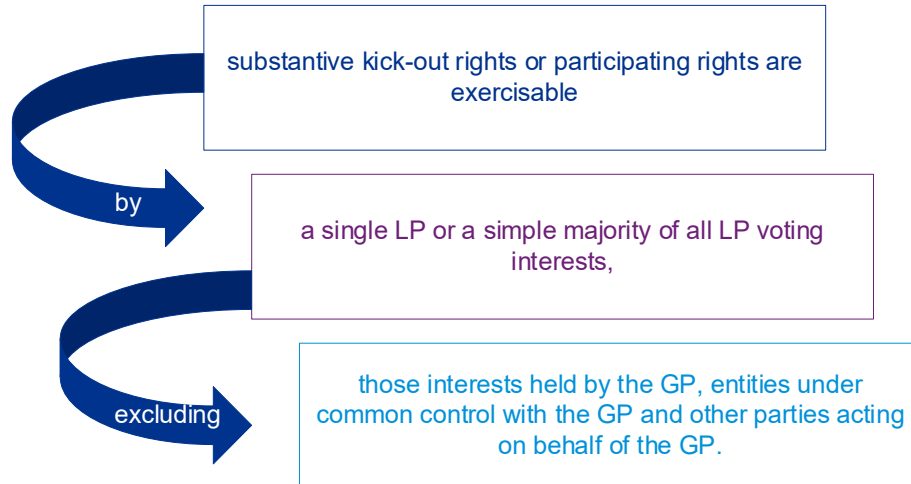 substantive kick-out rights or participating rights are
exercisable
by
a single LP or a simple majority of all LP voting
interests,
excluding
those interests held by the GP, entities under
common control with the GP and other parties acting
on behalf of the GP.